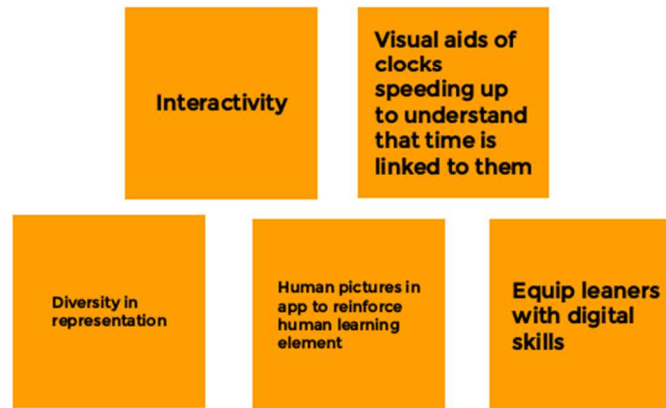 Interactivity
Visual aids of
clocks
speeding up
to understand
that time is
linked to them
Diversity in
representation
Human pictures in
app to reinforce
human learning
element
Equip leaners
with digital
skills